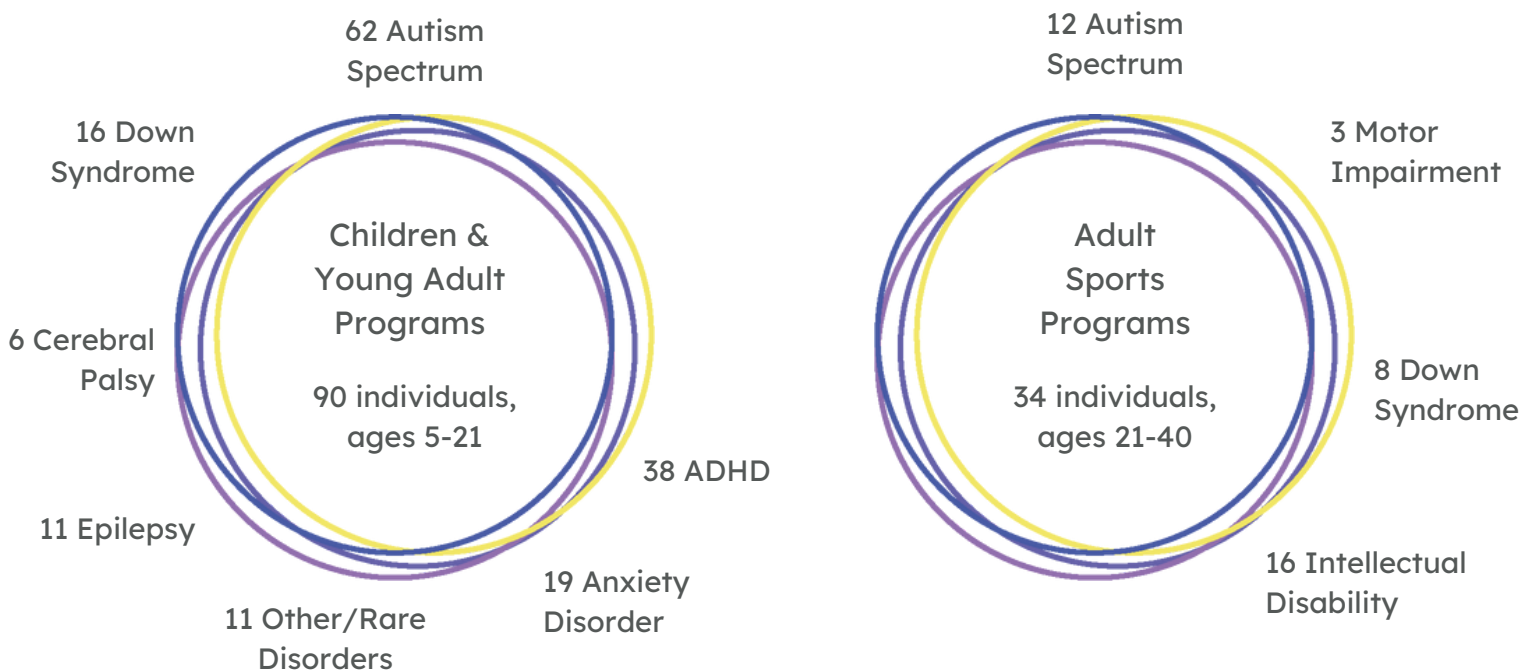 62 Autism
Spectrum
16 Down
Syndrome
Children &
Young Adult
Programs
6 Cerebral
Palsy
90 individuals,
ages 5-21
38 ADHD
11 Epilepsy
19 Anxiety
Disorder
11 Other/Rare
Disorders
12 Autism
Spectrum
3 Motor
Impairment
Adult
Sports
Programs
8 Down
Syndrome
34 individuals,
ages 21-40
16 Intellectual
Disability